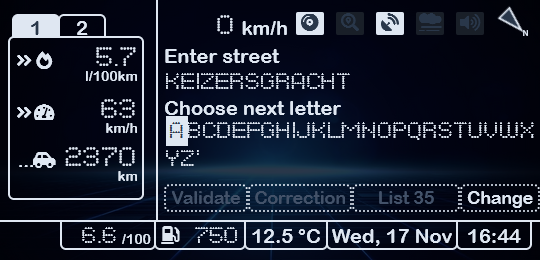 1 2
0 km/h
N
5.7
l/100km
63
km/h
2370
km
Enter street
KEIZERSGRACHT
Choose next letter
ABCDEFGHIJKLMNOPQRSTUVWX
YZ'
Validate Correction List 35 Change
6.6 /100 750 12.5 °C Wed, 17 Nov 16:44